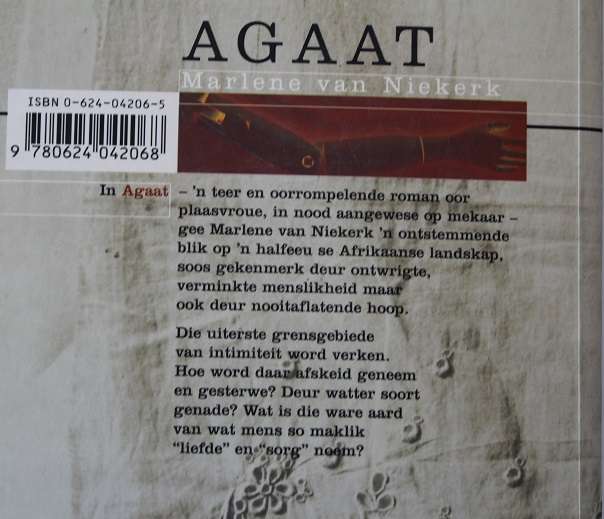 AGAAT
Marlene van Niekerk
ISBN 0-624-04206-5
9 780624 042068
In Agaat – 'n teer en oorrompelende roman oor
plaasvroue, in nood aangewese op mekaar –
gee Marlene van Niekerk 'n ontstemmende
blik op 'n halfeeu se Afrikaanse landskap,
soos gekenmerk deur ontwrigte,
verminkte menslikheid maar
ook deur nooitaflatende hoop.
Die uiterste grensgebiede
van intimiteit word verken.
Hoe word daar afskeid geneem
en gesterwe? Deur watter soort
genade? Wat is die ware aard
van wat mens so maklik
“liefde” en “sorg” noem?